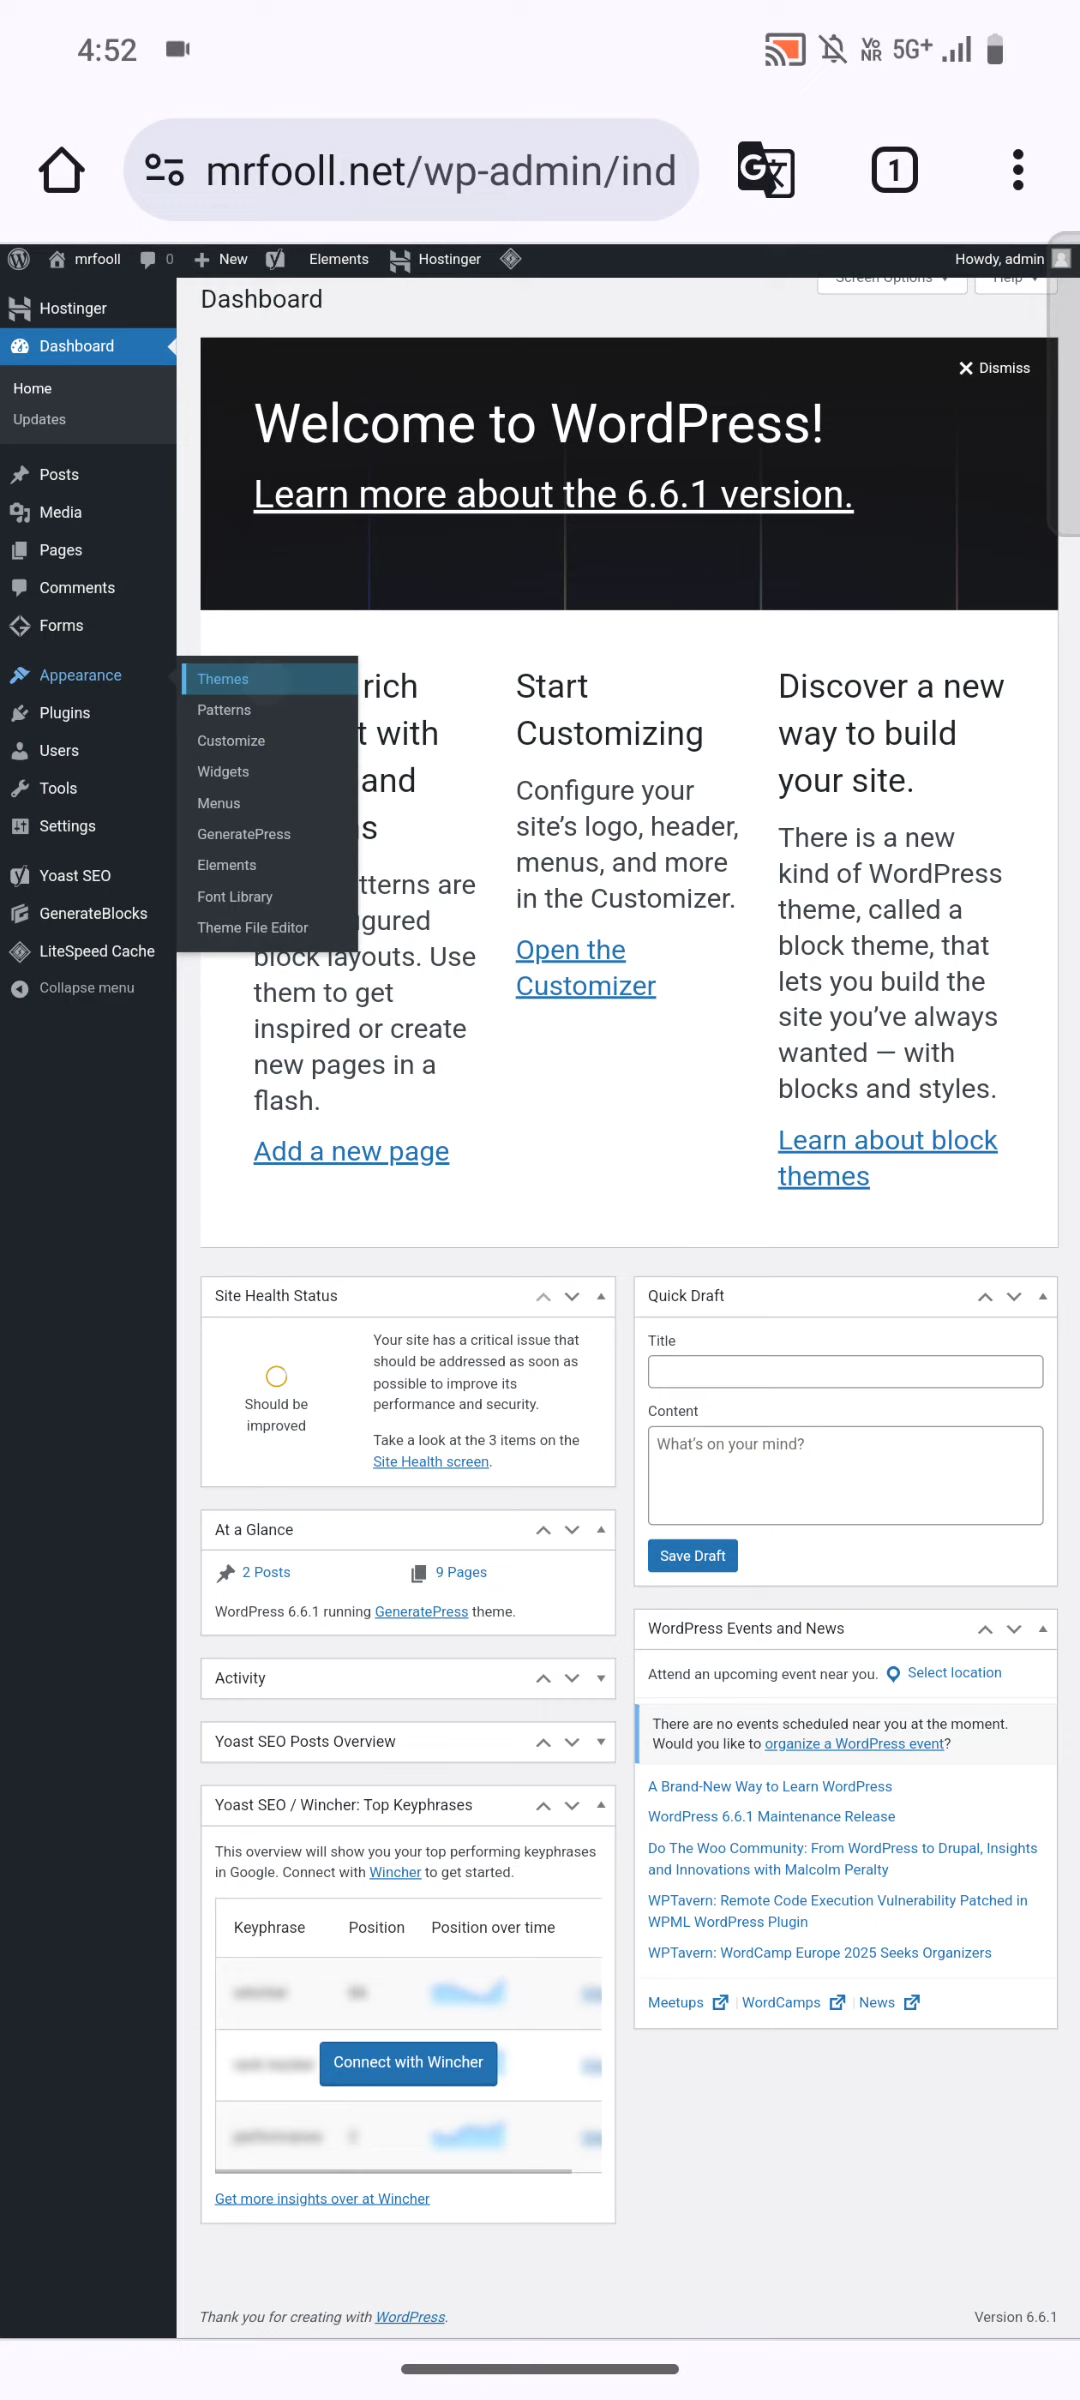 4:52
Vo
NR
5G+
mrfooll.net/wp-admin/ind
G
1
mrfooll
0
New
Elements
Hostinger
Howdy, admin
Hostinger
Dashboard
Home
Updates
Posts
Media
Pages
Comments
Forms
Appearance
Plugins
Users
Tools
Settings
Yoast SEO
GenerateBlocks
LiteSpeed Cache
Collapse menu
Themes
Patterns
Customize
Widgets
Menus
GeneratePress
Elements
Font Library
Theme File Editor
Dashboard
Screen Options
Help
Dismiss
Welcome to WordPress!
Learn more about the 6.6.1 version.
rich
t with
and
s
tterns are
igured
block layouts. Use
them to get
inspired or create
new pages in a
flash.
Add a new page
Start
Customizing
Configure your
site's logo, header,
menus, and more
in the Customizer.
Open the
Customizer
Discover a new
way to build
your site.
There is a new
kind of WordPress
theme, called a
block theme, that
lets you build the
site you've always
wanted — with
blocks and styles.
Learn about block
themes
Site Health Status
Should be
improved
Your site has a critical issue that
should be addressed as soon as
possible to improve its
performance and security.
Take a look at the 3 items on the
Site Health screen.
At a Glance
2 Posts
9 Pages
WordPress 6.6.1 running GeneratePress theme.
Activity
Yoast SEO Posts Overview
Yoast SEO / Wincher: Top Keyphrases
This overview will show you your top performing keyphrases
in Google. Connect with Wincher to get started.
Keyphrase
Position
Position over time
Connect with Wincher
Get more insights over at Wincher
Quick Draft
Title
Content
What's on your mind?
Save Draft
WordPress Events and News
Attend an upcoming event near you.
Select location
There are no events scheduled near you at the moment.
Would you like to organize a WordPress event?
A Brand-New Way to Learn WordPress
WordPress 6.6.1 Maintenance Release
Do The Woo Community: From WordPress to Drupal, Insights
and Innovations with Malcolm Peralty
WPTavern: Remote Code Execution Vulnerability Patched in
WPML WordPress Plugin
WPTavern: WordCamp Europe 2025 Seeks Organizers
Meetups
WordCamps
News
Thank you for creating with WordPress.
Version 6.6.1